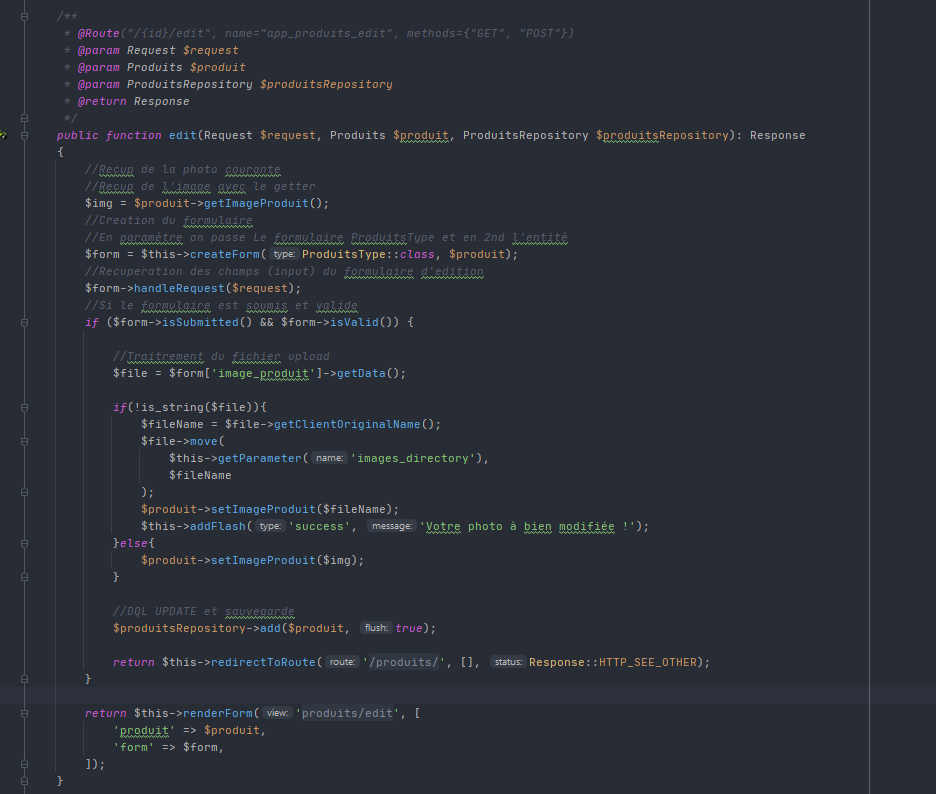 /**
 * @Route("/{id}/edit", name="app_produits_edit", methods={"GET", "POST"})
 * @param Request $request
 * @param Produits $produit
 * @param ProduitsRepository $produitsRepository
 * @return Response
 */
public function edit(Request $request, Produits $produit, ProduitsRepository $produitsRepository): Response
{
    //Recup de la photo courante
    //Recup de l'image avec le getter
    $img = $produit->getImageProduit();
    //Creation du formulaire
    //En paramètre on passe Le formulaire ProduitsType et en 2nd l'entité
    $form = $this->createForm( type: ProduitsType::class, $produit);
    //Recuperation des champs (input) du formulaire d'edition
    $form->handleRequest($request);
    //Si le formulaire est soumis et valide
    if ($form->isSubmitted() && $form->isValid()) {
        //Traitrement du fichier upload
        $file = $form['image_produit']->getData();
        if(!is_string($file)){
            $fileName = $file->getClientOriginalName();
            $file->move(
                $this->getParameter( name: 'images_directory'),
                $fileName
            );
            $produit->setImageProduit($fileName);
            $this->addFlash( type: 'success', message: 'Votre photo à bien modifiée !');
        }else{
            $produit->setImageProduit($img);
        }
        //DQL UPDATE et sauvegarde
        $produitsRepository->add($produit, flush: true);
        return $this->redirectToRoute( route: '/produits/', [], status: Response::HTTP_SEE_OTHER);
    }
    return $this->renderForm( view: 'produits/edit', [
        'produit' => $produit,
        'form' => $form,
    ]);
}